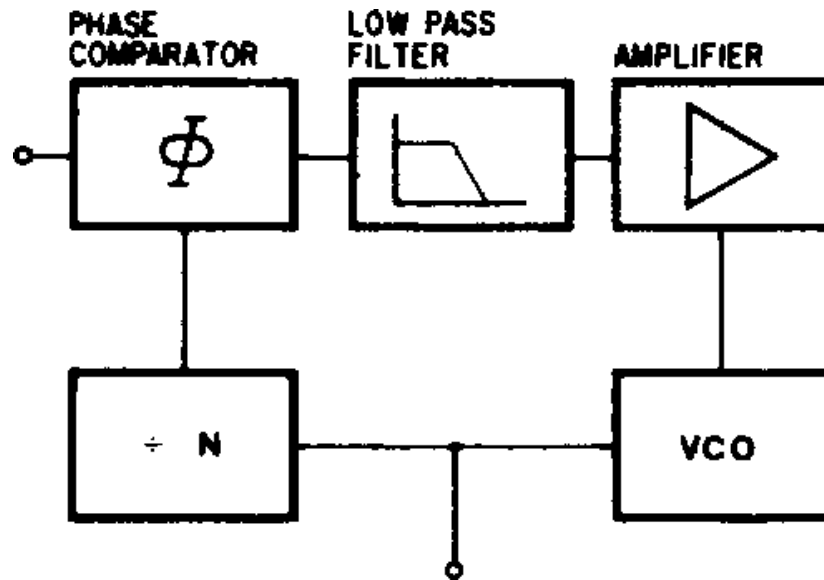 PHASE
COMPARATOR
LOW PASS
FILTER
AMPLIFIER
Φ
÷ N
VCO